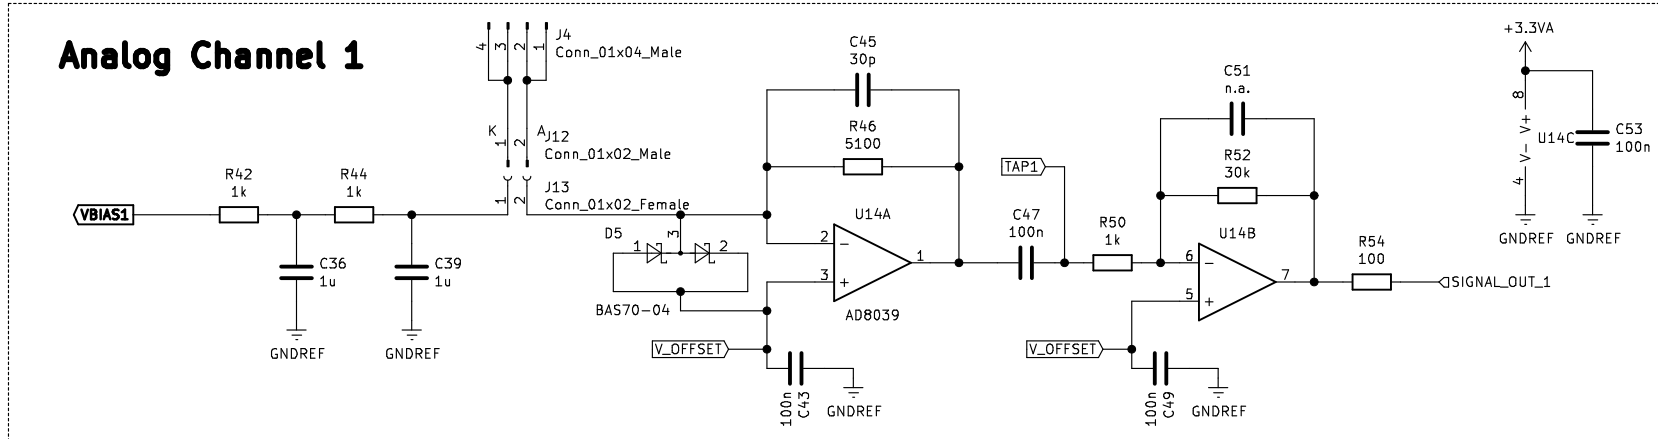 Analog Channel 1
4
3
2
1
J4
Conn_01x04_Male
K
1
2
A
J12
Conn_01x02_Male
1
2
J13
Conn_01x02_Female
VBIAS1
R42
1k
R44
1k
C36
1u
GNDREF
C39
1u
GNDREF
D5
1
3
2
BAS70-04
V_OFFSET
100n
C43
GNDREF
C45
30p
R46
5100
U14A
2
-
3
+
1
AD8039
TAP1
C47
100n
R50
1k
C51
n.a.
R52
30k
U14B
6
-
5
+
7
V_OFFSET
100n
C49
GNDREF
R54
100
SIGNAL_OUT_1
+3.3VA
8
V+
U14C
V-
4
GNDREF
C53
100n
GNDREF